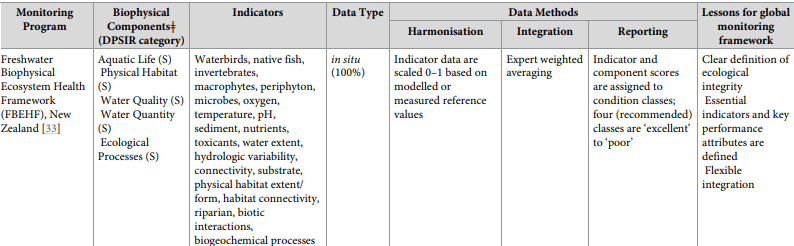 Monitoring
Program
Biophysical
Components‡
(DPSIR category)
Indicators
Data Type
Data Methods
Harmonisation
Integration
Reporting
Lessons for global
monitoring
framework
Freshwater
Biophysical
Ecosystem Health
Framework
(FBEHF), New
Zealand [33]
Aquatic Life (S)
Physical Habitat
(S)
Water Quality (S)
Water Quantity
(S)
Ecological
Processes (S)
Waterbirds, native fish,
invertebrates,
macrophytes, periphyton,
microbes, oxygen,
temperature, pH,
sediment, nutrients,
toxicants, water extent,
hydrologic variability,
connectivity, substrate,
physical habitat extent/
form, habitat connectivity,
riparian, biotic
interactions,
biogeochemical processes
in situ
(100%)
Indicator data are
scaled 0–1 based on
modelled or
measured reference
values
Expert weighted
averaging
Indicator and
component scores
are assigned to
condition classes;
four (recommended)
classes are ‘excellent’
to ‘poor’
Clear definition of
ecological
integrity
Essential
indicators and key
performance
attributes are
defined
Flexible
integration